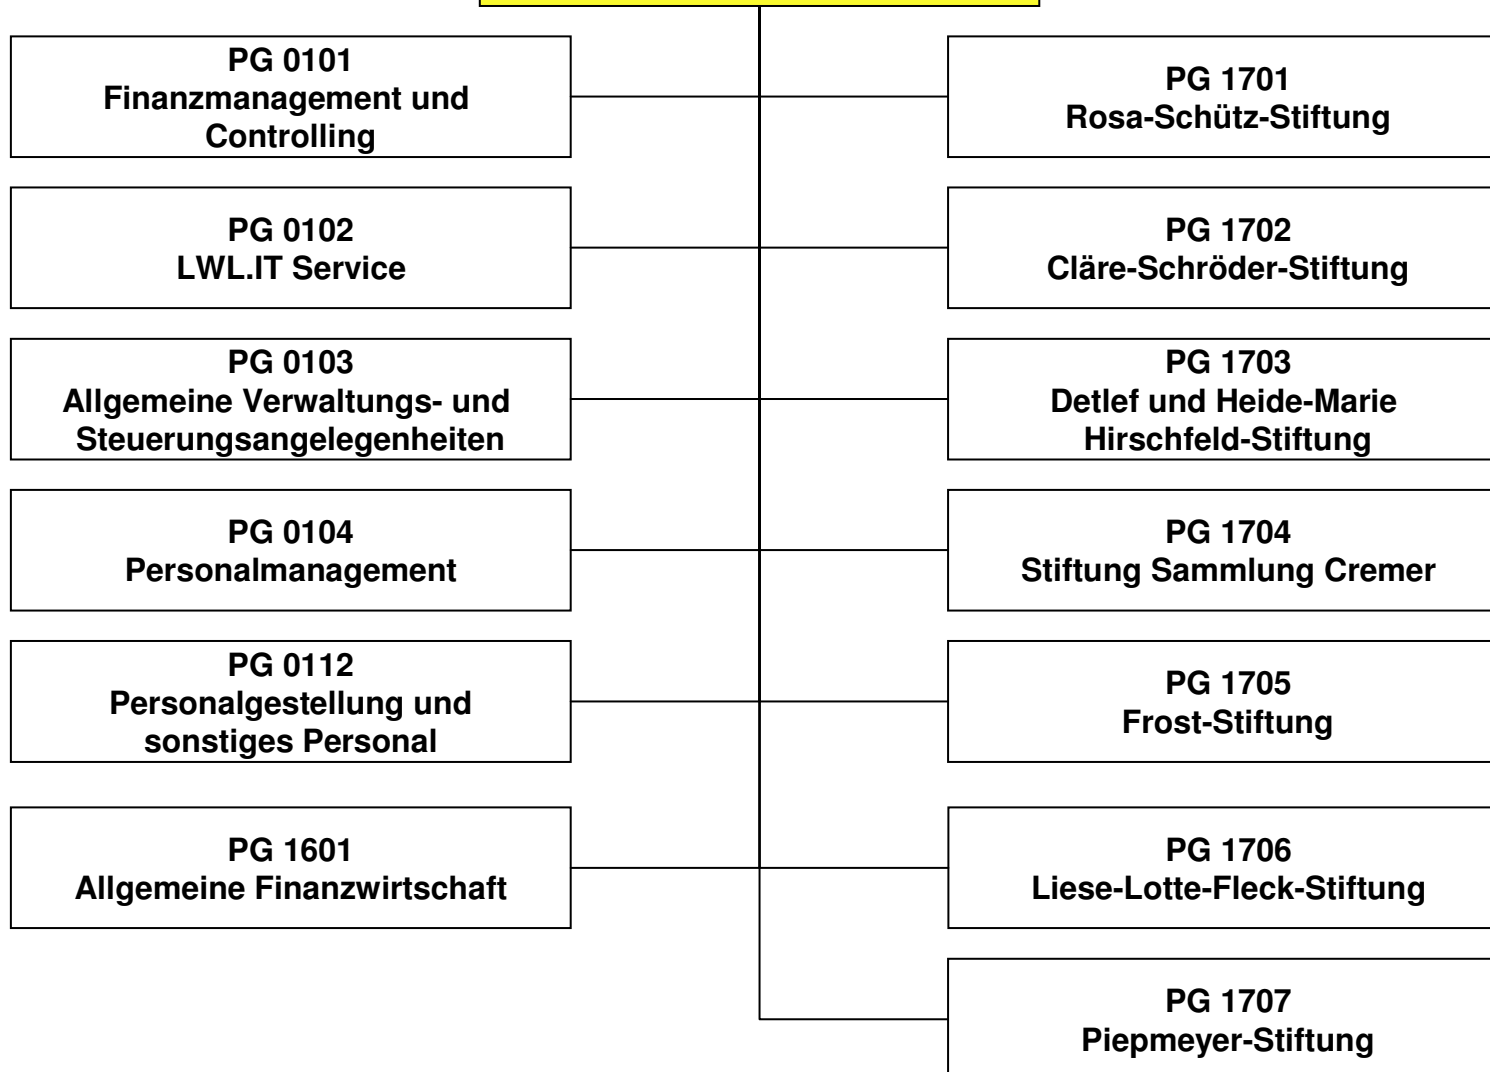 PG 0101
Finanzmanagement und
Controlling
PG 0102
LWL.IT Service
PG 0103
Allgemeine Verwaltungs- und
Steuerungsangelegenheiten
PG 0104
Personalmanagement
PG 0112
Personalgestellung und
sonstiges Personal
PG 1601
Allgemeine Finanzwirtschaft
PG 1701
Rosa-Schütz-Stiftung
PG 1702
Cläre-Schröder-Stiftung
PG 1703
Detlef und Heide-Marie
Hirschfeld-Stiftung
PG 1704
Stiftung Sammlung Cremer
PG 1705
Frost-Stiftung
PG 1706
Liese-Lotte-Fleck-Stiftung
PG 1707
Piepmeyer-Stiftung